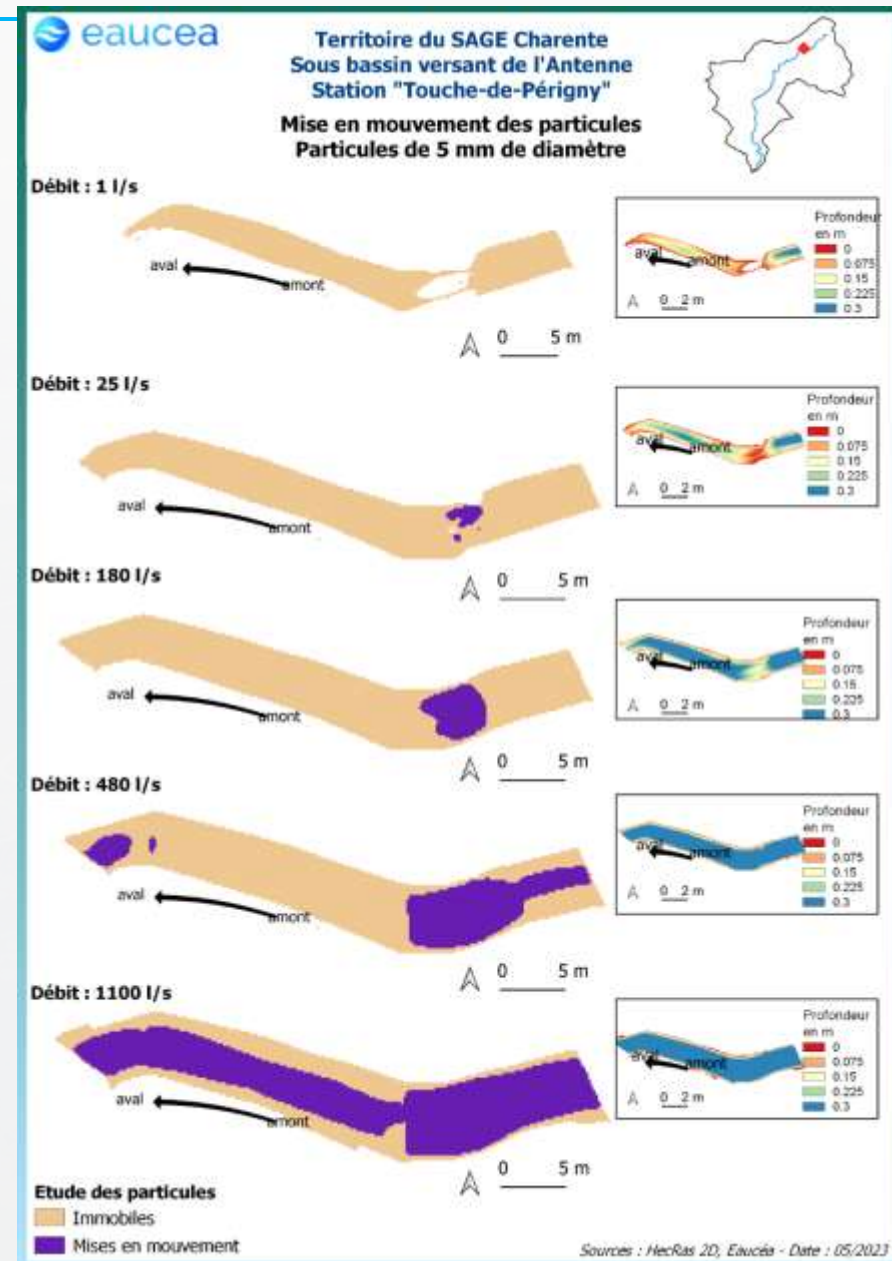 eaucea
Territoire du SAGE Charente
Sous bassin versant de l'Antenne
Station "Touche-de-Périgny"
Mise en mouvement des particules
Particules de 5 mm de diamètre
Débit : 1 l/s
aval
amont
0 5 m
Profondeur
en m
0
0.075
0.15
0.225
0.3
aval
amont
0 2 m
Débit : 25 l/s
aval
amont
0 5 m
Profondeur
en m
0
0.075
0.15
0.225
0.3
aval
amont
0 2 m
Débit : 180 l/s
aval
amont
0 5 m
Profondeur
en m
0
0.075
0.15
0.225
0.3
aval
amont
0 2 m
Débit : 480 l/s
aval
amont
0 5 m
Profondeur
en m
0
0.075
0.15
0.225
0.3
aval
amont
0 2 m
Débit : 1100 l/s
aval
amont
0 5 m
Profondeur
en m
0
0.075
0.15
0.225
0.3
aval
amont
0 2 m
Etude des particules
Immobiles
Mises en mouvement
Sources : HecRas 2D, Eaucéa - Date : 05/2023